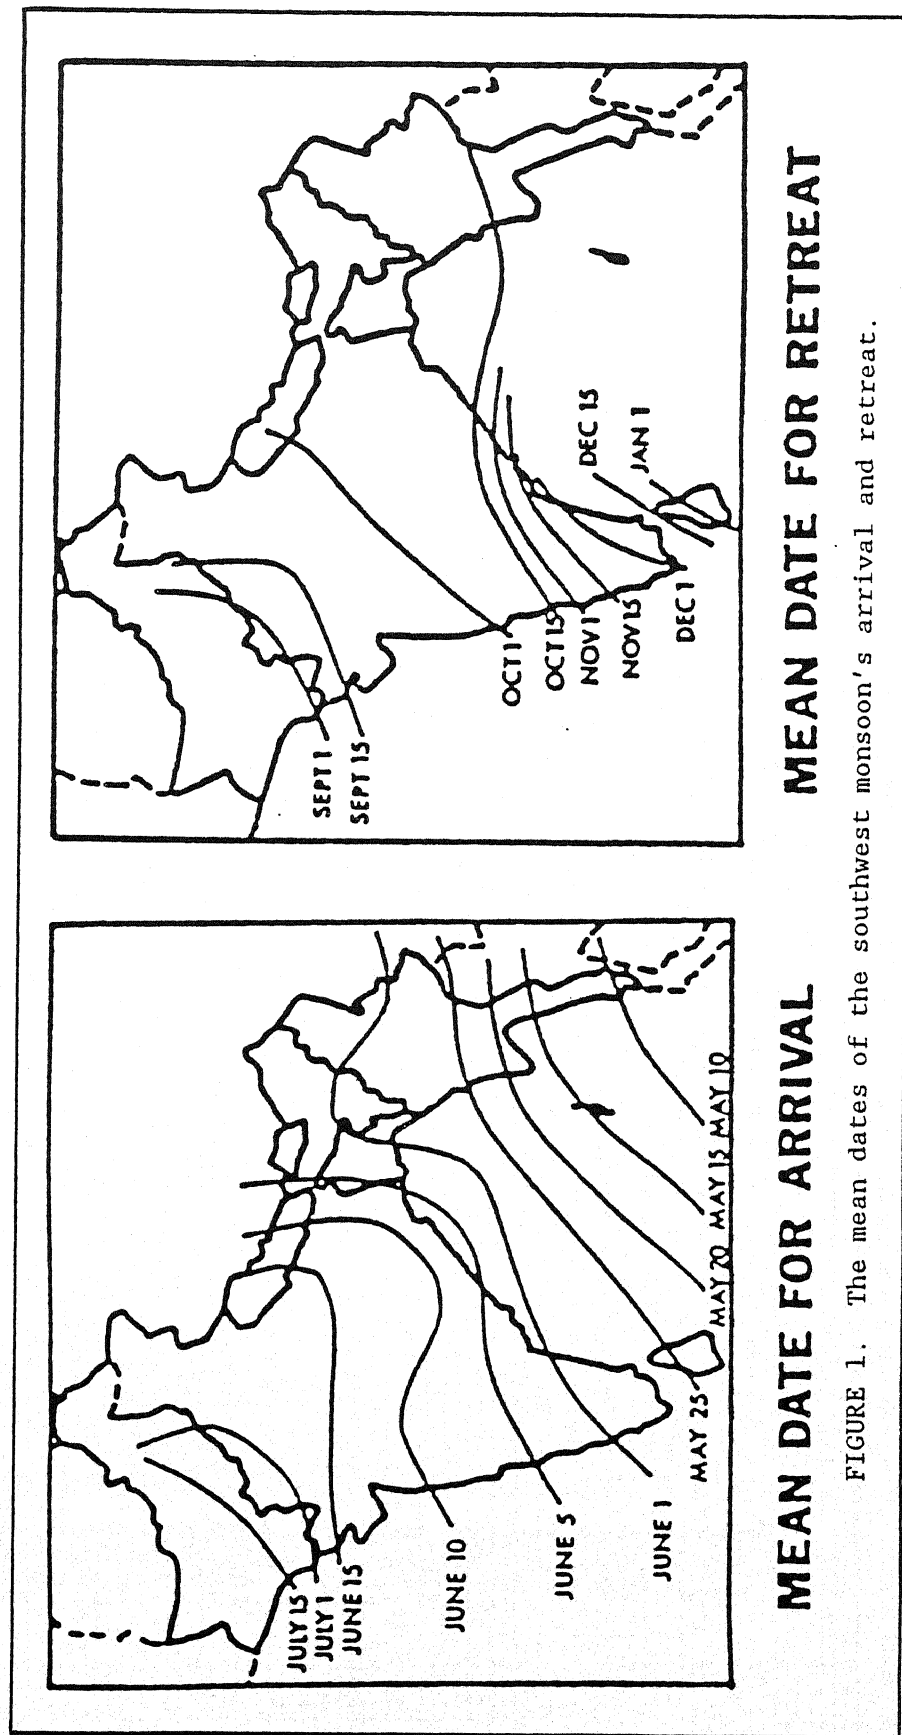 JULY 15
JULY 1
JUNE 15
JUNE 10
JUNE 5
JUNE 1
MAY 25
MAY 20
MAY 15
MAY 10
MEAN DATE FOR ARRIVAL
SEPT 1
SEPT 15
OCT 1
OCT 15
NOV 1
NOV 15
DEC 1
DEC 15
JAN 1
MEAN DATE FOR RETREAT
FIGURE 1. The mean dates of the southwest monsoon's arrival and retreat.